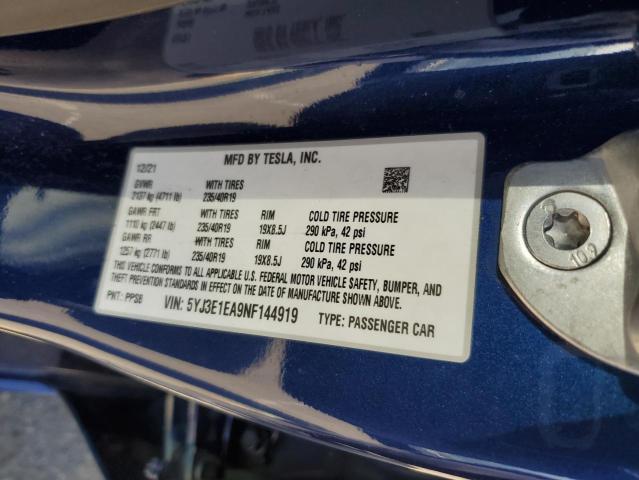 MFD BY TESLA, INC.
12/21
GVWR WITH TIRES
2137 kg (4711 lb) 235/40R19
GAWR FRT WITH TIRES RIM COLD TIRE PRESSURE
1110 kg (2447 lb) 235/40R19 19X8.5J 290 kPa, 42 psi
GAWR RR WITH TIRES RIM COLD TIRE PRESSURE
1257 kg (2771 lb) 235/40R19 19X8.5J 290 kPa, 42 psi
THIS VEHICLE CONFORMS TO ALL APPLICABLE U.S. FEDERAL MOTOR VEHICLE SAFETY, BUMPER, AND
THEFT PREVENTION STANDARDS IN EFFECT ON THE DATE OF MANUFACTURE SHOWN ABOVE.
PNT: PPSB VIN: 5YJ3E1EA9NF144919 TYPE: PASSENGER CAR
10.9